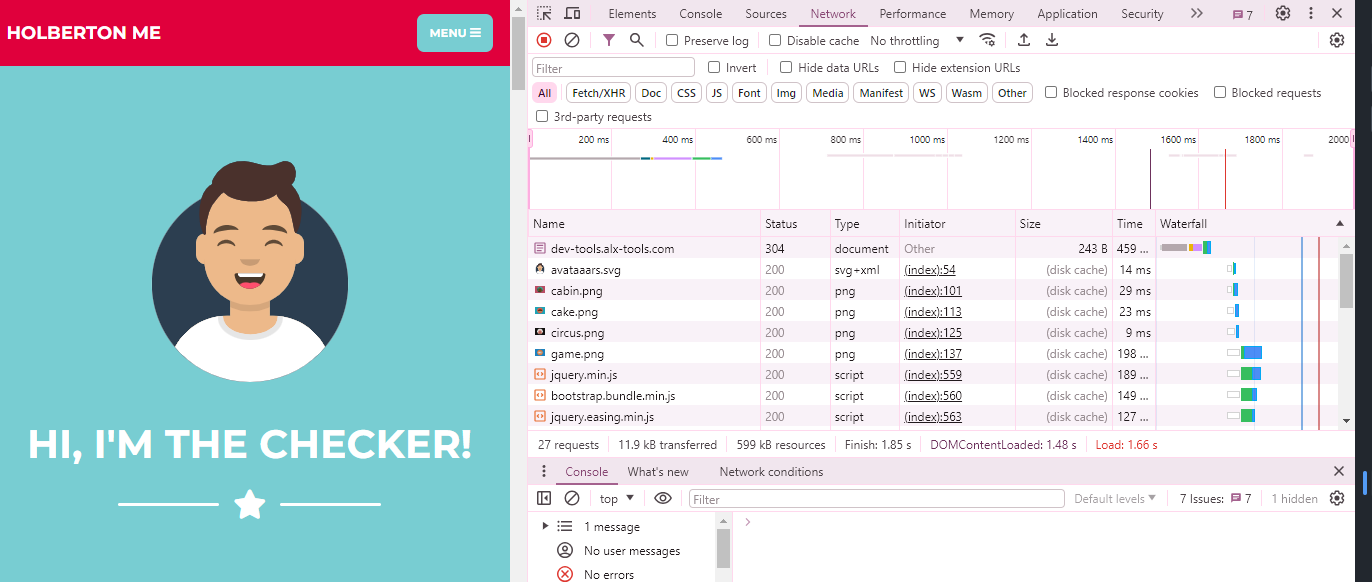 HOLBERTON ME
MENU
HI, I'M THE CHECKER!
Elements Console Sources Network Performance Memory Application Security 7
Preserve log Disable cache No throttling
Filter Invert Hide data URLs Hide extension URLs
All Fetch/XHR Doc CSS JS Font Img Media Manifest WS Wasm Other Blocked response cookies Blocked requests
3rd-party requests
200 ms 400 ms 600 ms 800 ms 1000 ms 1200 ms 1400 ms 1600 ms 1800 ms 2000
Name Status Type Initiator Size Time Waterfall
dev-tools.alx-tools.com 304 document Other 243 B 459 ...
avataaars.svg 200 svg+xml (index):54 (disk cache) 14 ms
cabin.png 200 png (index):101 (disk cache) 29 ms
cake.png 200 png (index):113 (disk cache) 23 ms
circus.png 200 png (index):125 (disk cache) 9 ms
game.png 200 png (index):137 (disk cache) 198 ...
jquery.min.js 200 script (index):559 (disk cache) 189 ...
bootstrap.bundle.min.js 200 script (index):560 (disk cache) 149 ...
jquery.easing.min.js 200 script (index):563 (disk cache) 127 ...
27 requests 11.9 kB transferred 599 kB resources Finish: 1.85 s DOMContentLoaded: 1.48 s Load: 1.66 s
Console What's new Network conditions
top Filter Default levels 7 Issues: 7 1 hidden
1 message
No user messages
No errors